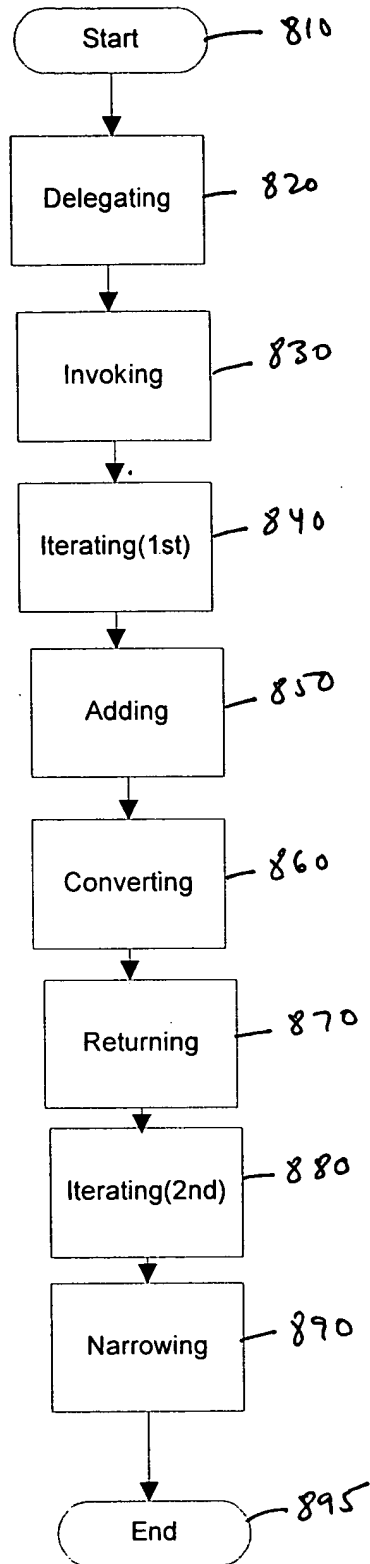 Start 810
Delegating 820
Invoking 830
Iterating(1st) 840
Adding 850
Converting 860
Returning 870
Iterating(2nd) 880
Narrowing 890
End 895